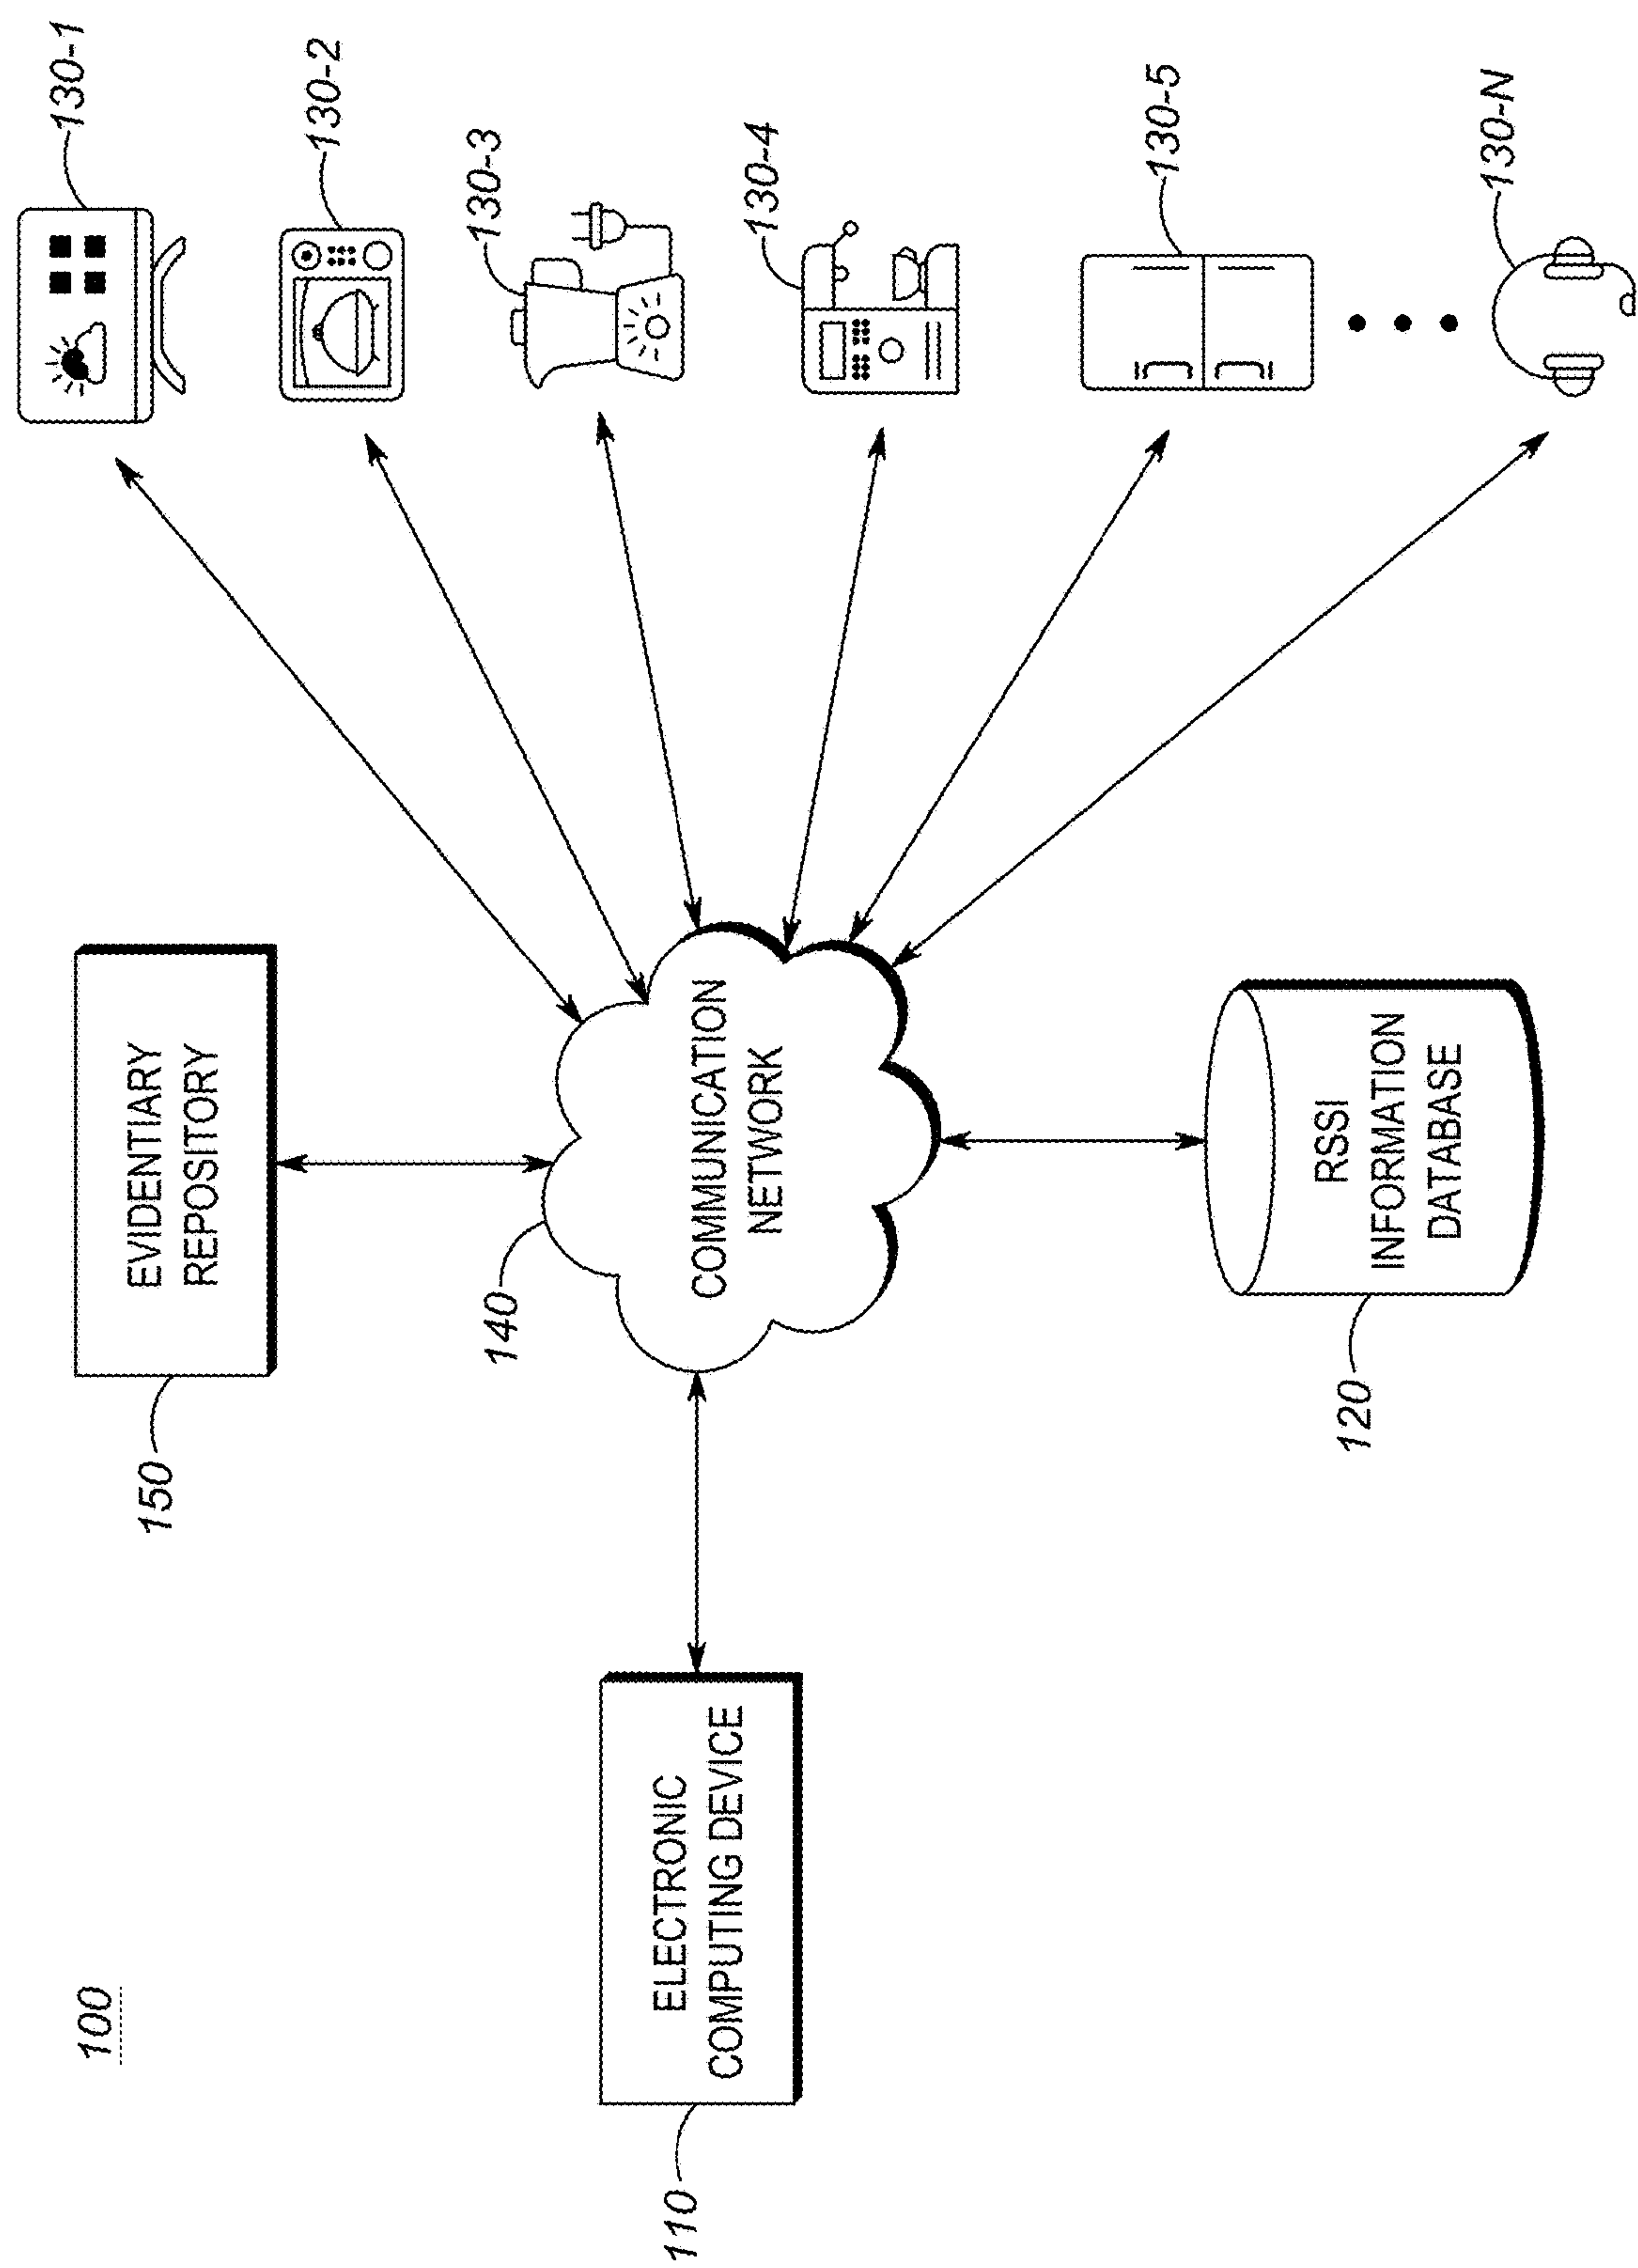 100
150
EVIDENTIARY
REPOSITORY
130-1
130-2
130-3
130-4
130-5
130-N
140
COMMUNICATION
NETWORK
110
ELECTRONIC
COMPUTING DEVICE
120
RSSI
INFORMATION
DATABASE